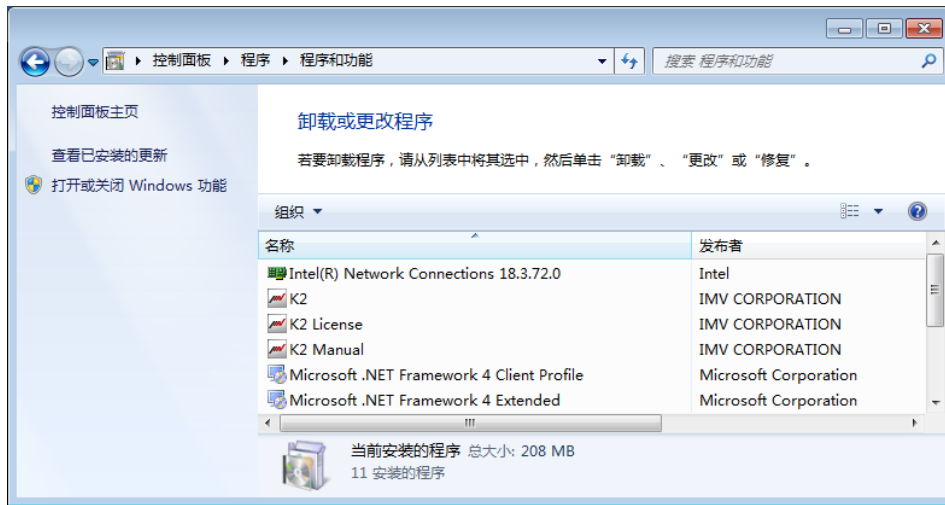 控制面板 程序 程序和功能
搜索 程序和功能
控制面板主页
查看已安装的更新
打开或关闭 Windows 功能
卸载或更改程序
若要卸载程序，请从列表中将其选中，然后单击“卸载”、“更改”或“修复”。
组织
名称 发布者
Intel(R) Network Connections 18.3.72.0 Intel
K2 IMV CORPORATION
K2 License IMV CORPORATION
K2 Manual IMV CORPORATION
Microsoft .NET Framework 4 Client Profile Microsoft Corporation
Microsoft .NET Framework 4 Extended Microsoft Corporation
当前安装的程序 总大小: 208 MB
11 安装的程序